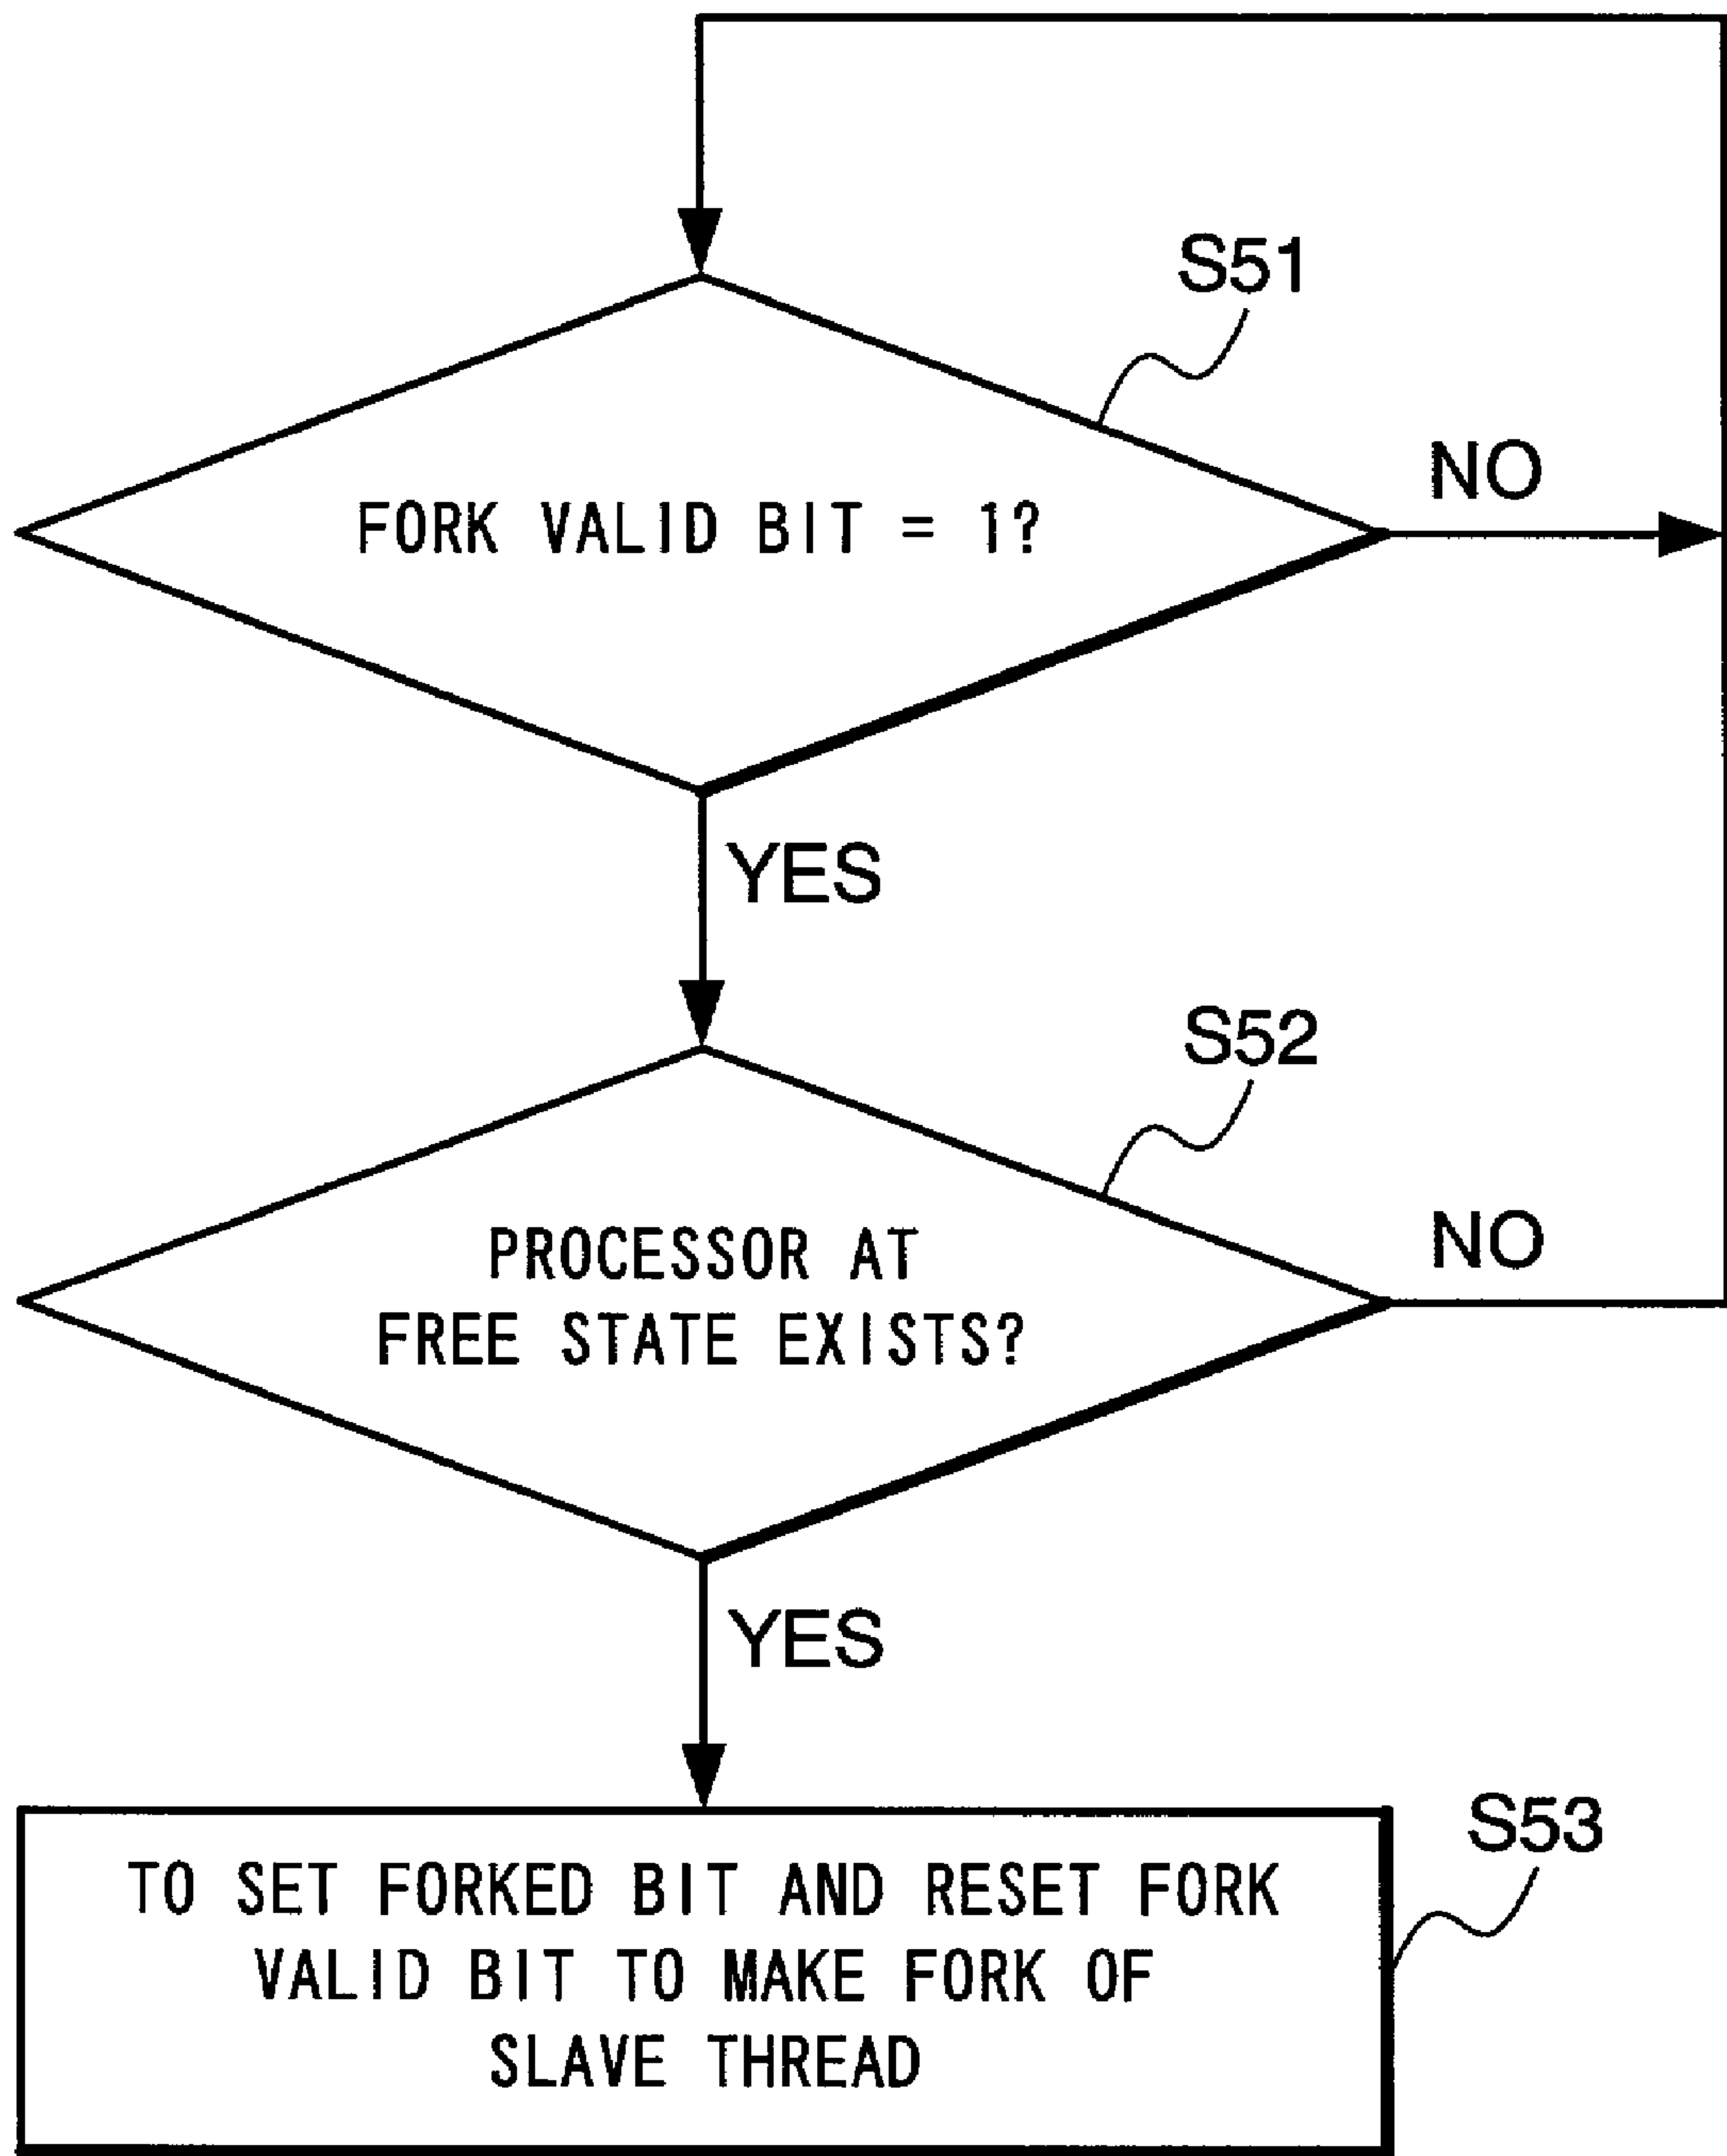 S51
FORK VALID BIT = 1?
NO
YES
S52
PROCESSOR AT
FREE STATE EXISTS?
NO
YES
S53
TO SET FORKED BIT AND RESET FORK
VALID BIT TO MAKE FORK OF
SLAVE THREAD